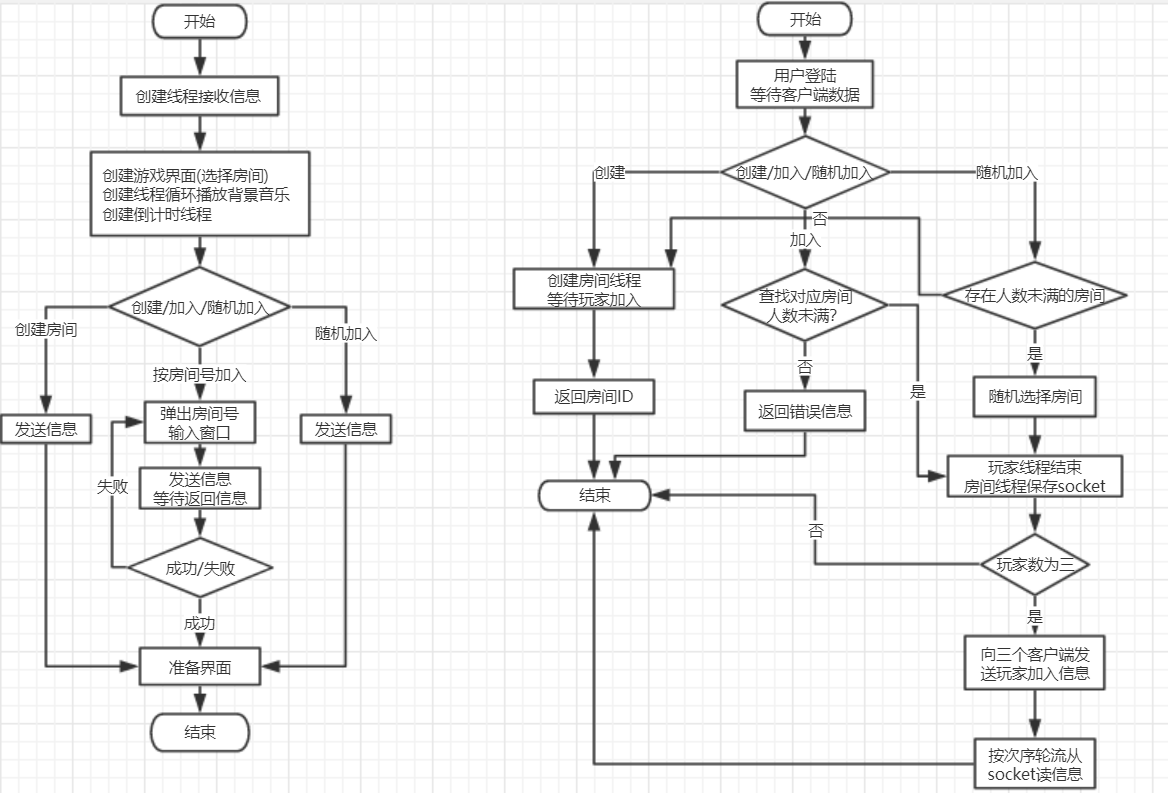 开始
创建线程接收信息
创建游戏界面(选择房间)
创建线程循环播放背景音乐
创建倒计时线程
创建/加入/随机加入
创建房间
随机加入
按房间号加入
弹出房间号
输入窗口
发送信息
发送信息
失败
发送信息
等待返回信息
成功/失败
成功
准备界面
结束
开始
用户登陆
等待客户端数据
创建/加入/随机加入
创建
随机加入
否
加入
创建房间线程
等待玩家加入
查找对应房间
人数未满?
存在人数未满的房间
是
否
是
返回房间ID
返回错误信息
随机选择房间
玩家线程结束
房间线程保存socket
结束
否
玩家数为三
是
向三个客户端发
送玩家加入信息
按次序轮流从
socket读信息